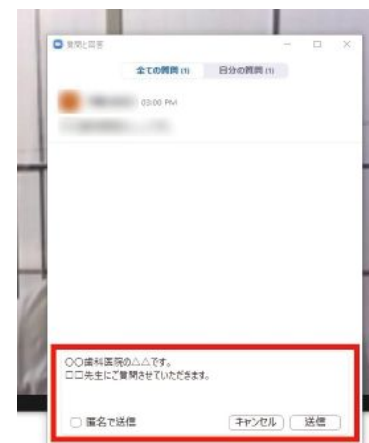 質問と回答
全ての質問 (1) 自分の質問 (1)
03:00 PM
〇〇歯科医院の△△です。
□□先生にご質問させていただきます。
匿名で送信 キャンセル 送信